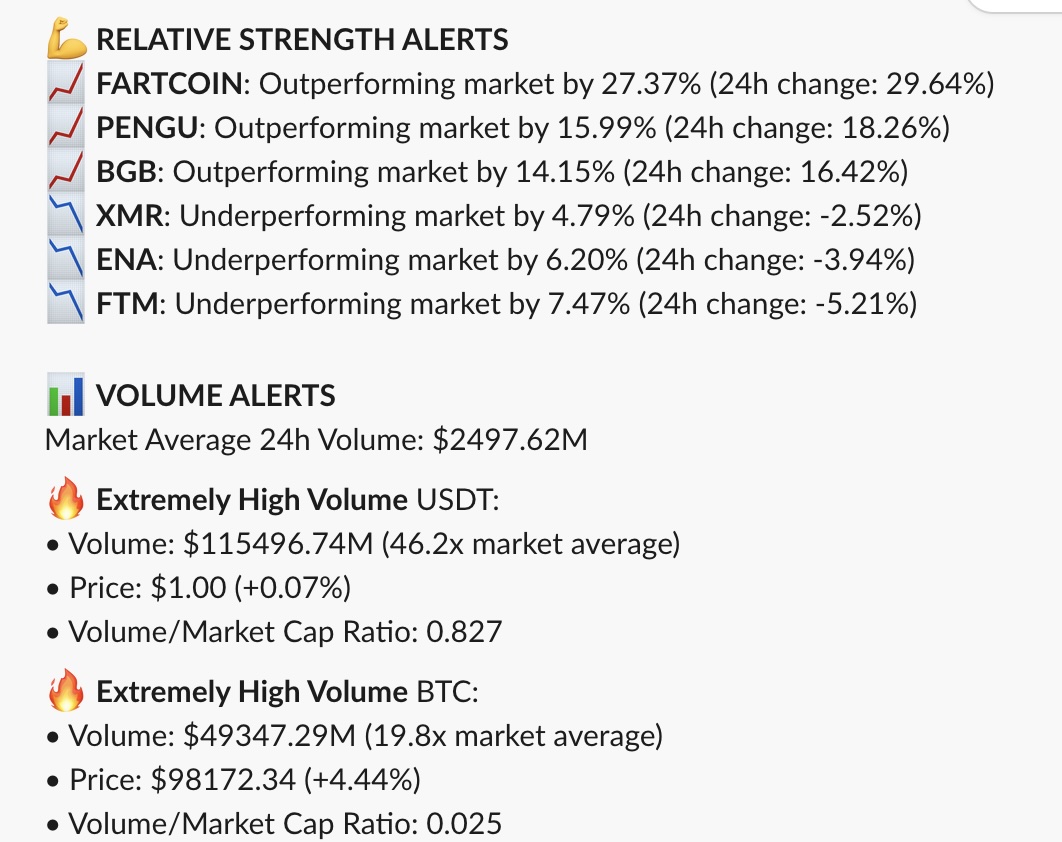 💪 RELATIVE STRENGTH ALERTS
📈 FARTCOIN: Outperforming market by 27.37% (24h change: 29.64%)
📈 PENGU: Outperforming market by 15.99% (24h change: 18.26%)
📈 BGB: Outperforming market by 14.15% (24h change: 16.42%)
📉 XMR: Underperforming market by 4.79% (24h change: -2.52%)
📉 ENA: Underperforming market by 6.20% (24h change: -3.94%)
📉 FTM: Underperforming market by 7.47% (24h change: -5.21%)
📊 VOLUME ALERTS
Market Average 24h Volume: $2497.62M
🔥 Extremely High Volume USDT:
• Volume: $115496.74M (46.2x market average)
• Price: $1.00 (+0.07%)
• Volume/Market Cap Ratio: 0.827
🔥 Extremely High Volume BTC:
• Volume: $49347.29M (19.8x market average)
• Price: $98172.34 (+4.44%)
• Volume/Market Cap Ratio: 0.025